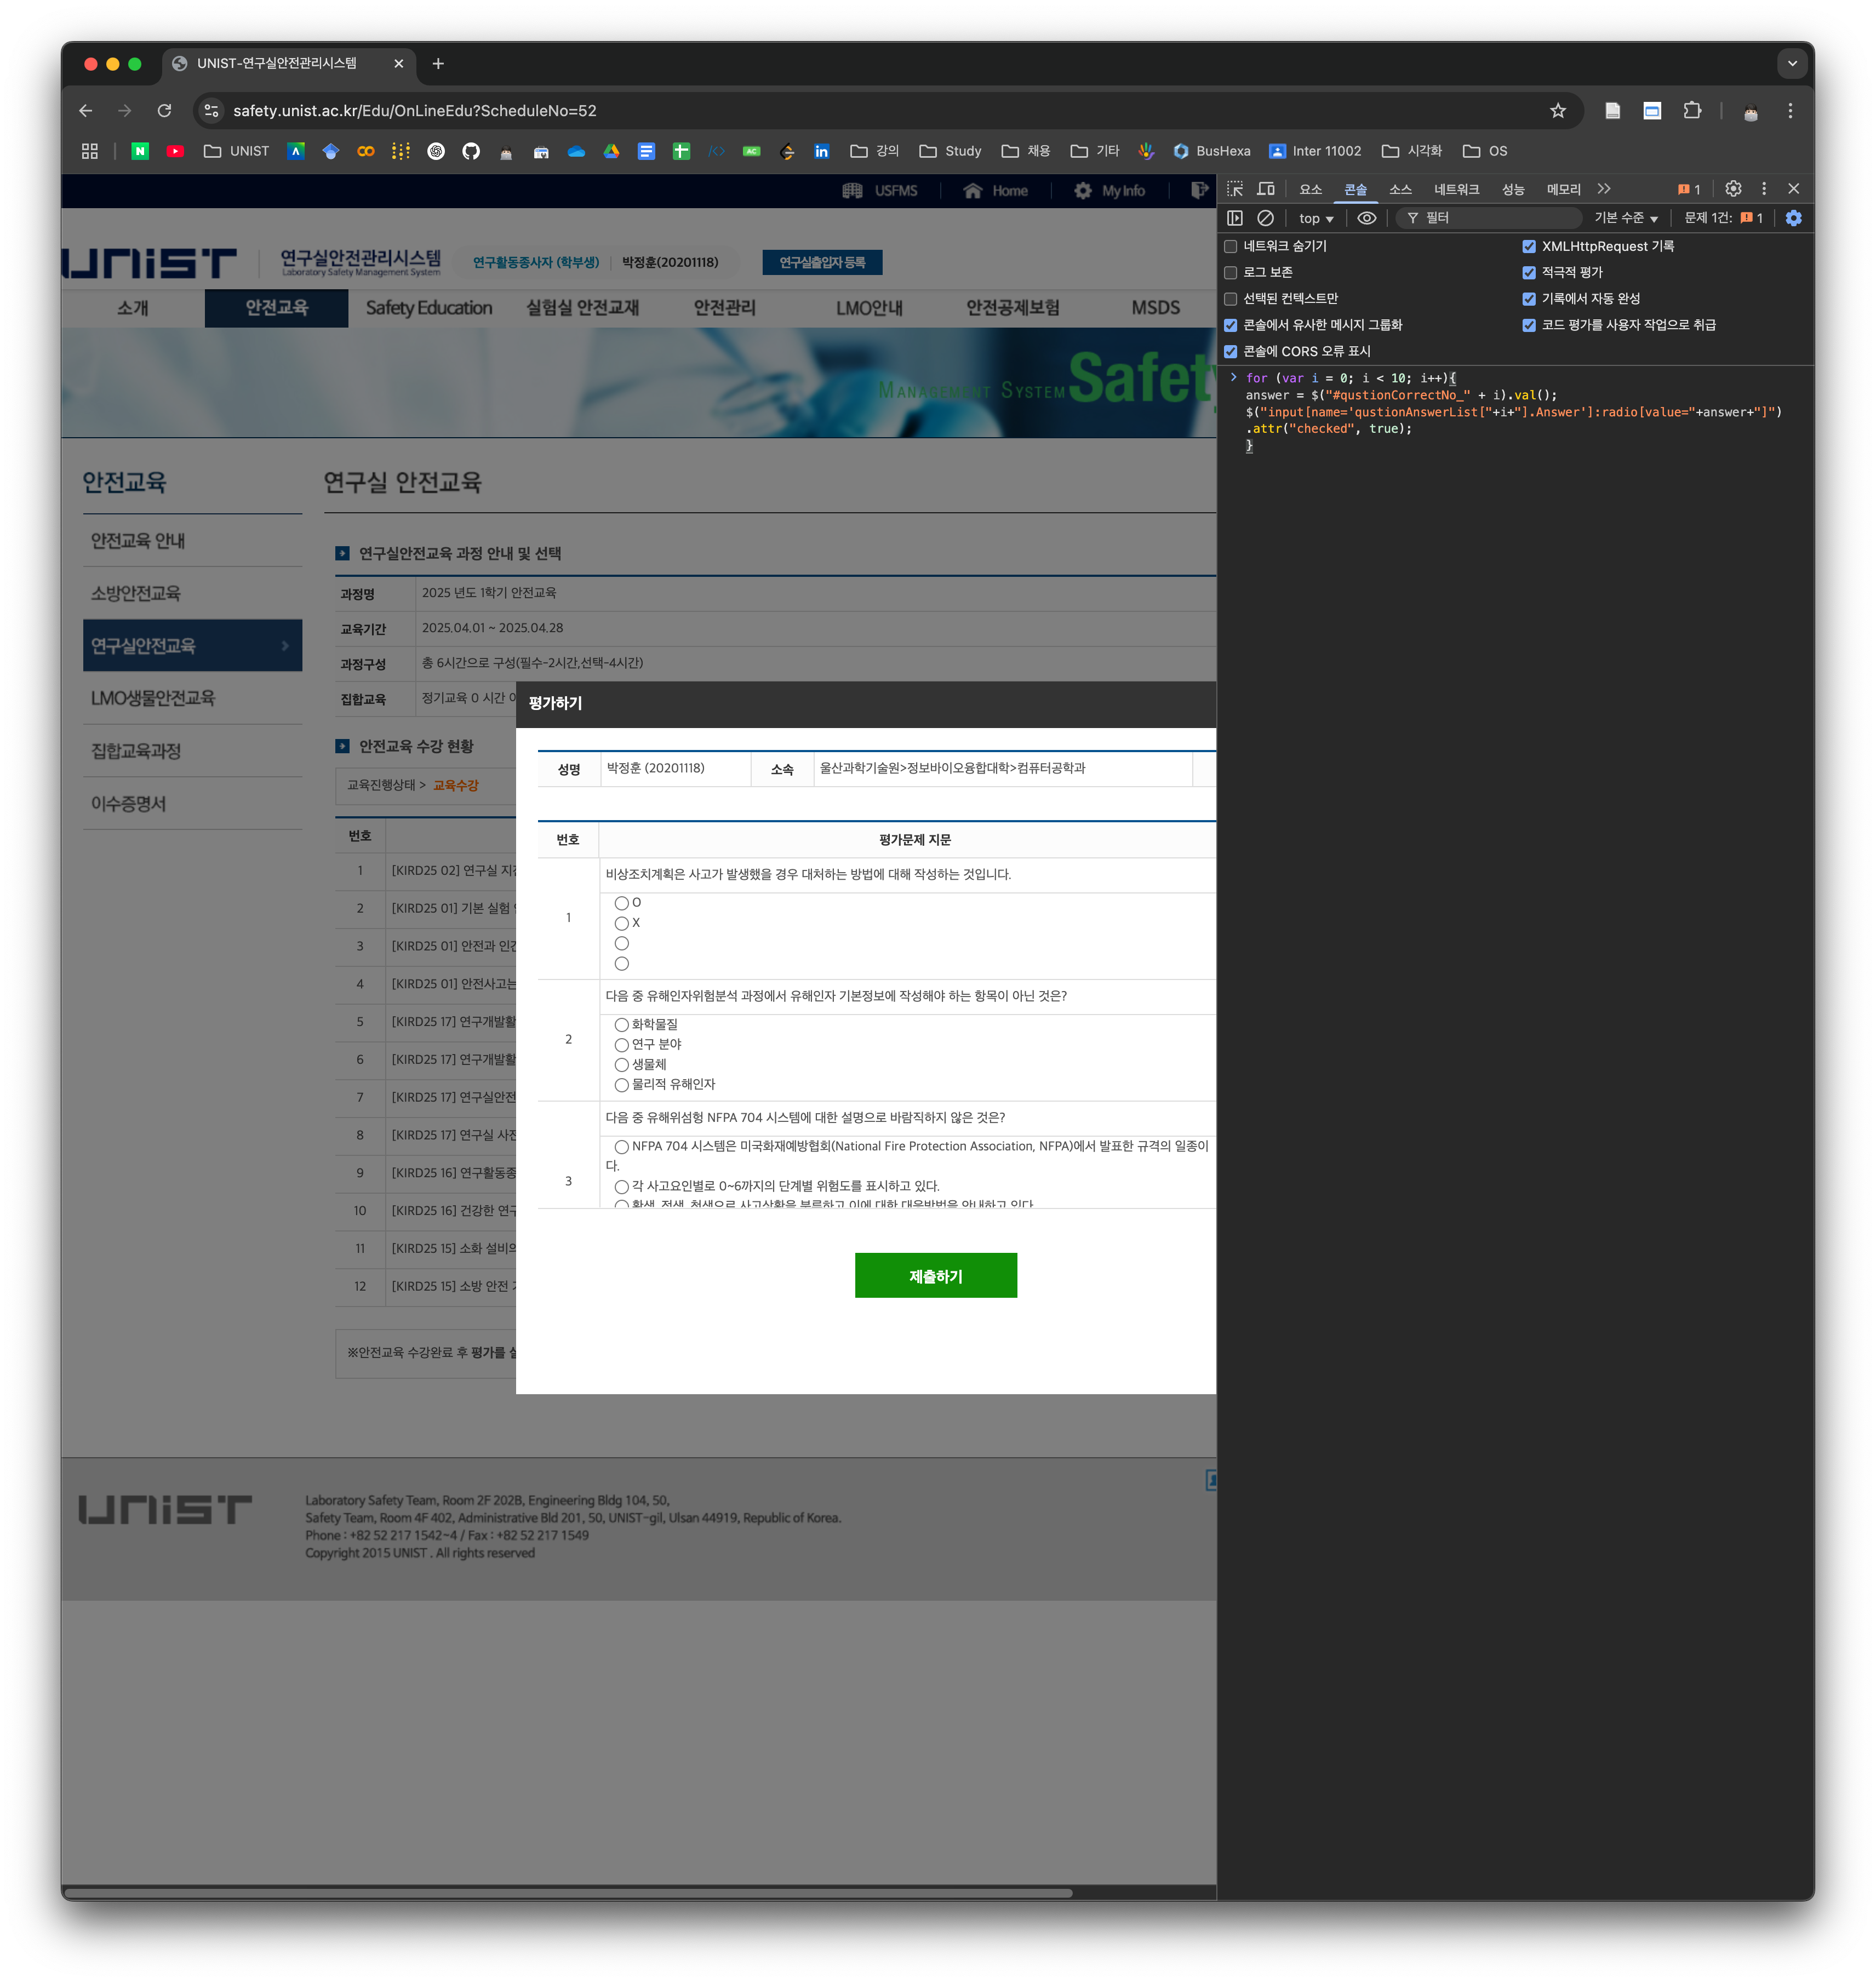 UNIST-연구실안전관리시스템
safety.unist.ac.kr/Edu/OnLineEdu?ScheduleNo=52
UNIST
강의
Study
채용
기타
BusHexa
Inter 11002
시각화
OS
USFMS
Home
My Info
UNIST
연구실안전관리시스템
Laboratory Safety Management System
연구활동종사자 (학부생)
박정훈(20201118)
연구실출입자 등록
소개
안전교육
Safety Education
실험실 안전교재
안전관리
LMO안내
안전공제보험
MSDS
MANAGEMENT SYSTEM Safety
안전교육
안전교육 안내
소방안전교육
연구실안전교육
LMO생물안전교육
집합교육과정
이수증명서
연구실 안전교육
연구실안전교육 과정 안내 및 선택
과정명 2025 년도 1학기 안전교육
교육기간 2025.04.01 ~ 2025.04.28
과정구성 총 6시간으로 구성(필수-2시간,선택-4시간)
집합교육 정기교육 0 시간 이
안전교육 수강 현황
교육진행상태 > 교육수강
번호
1 [KIRD25 02] 연구실 지
2 [KIRD25 01] 기본 실험
3 [KIRD25 01] 안전과 인간
4 [KIRD25 01] 안전사고는
5 [KIRD25 17] 연구개발활
6 [KIRD25 17] 연구개발활
7 [KIRD25 17] 연구실안전
8 [KIRD25 17] 연구실 사전
9 [KIRD25 16] 연구활동종
10 [KIRD25 16] 건강한 연구
11 [KIRD25 15] 소화 설비의
12 [KIRD25 15] 소방 안전
※안전교육 수강완료 후 평가를 실
평가하기
성명 박정훈 (20201118) 소속 울산과학기술원>정보바이오융합대학>컴퓨터공학과
번호 평가문제 지문
1
비상조치계획은 사고가 발생했을 경우 대처하는 방법에 대해 작성하는 것입니다.
O
X
2
다음 중 유해인자위험분석 과정에서 유해인자 기본정보에 작성해야 하는 항목이 아닌 것은?
화학물질
연구 분야
생물체
물리적 유해인자
3
다음 중 유해위섬형 NFPA 704 시스템에 대한 설명으로 바람직하지 않은 것은?
NFPA 704 시스템은 미국화재예방협회(National Fire Protection Association, NFPA)에서 발표한 규격의 일종이
다.
각 사고요인별로 0~6까지의 단계별 위험도를 표시하고 있다.
황색, 적색, 청색으로 사고상황을 분류하고 이에 대한 대응방법을 안내하고 있다.
제출하기
UNIST
Laboratory Safety Team, Room 2F 202B, Engineering Bldg 104, 50,
Safety Team, Room 4F 402, Administrative Bld 201, 50, UNIST-gil, Ulsan 44919, Republic of Korea.
Phone : +82 52 217 1542~4 / Fax : +82 52 217 1549
Copyright 2015 UNIST . All rights reserved
요소
콘솔
소스
네트워크
성능
메모리
1
top
필터
기본 수준
문제 1건: 1
네트워크 숨기기
XMLHttpRequest 기록
로그 보존
적극적 평가
선택된 컨텍스트만
기록에서 자동 완성
콘솔에서 유사한 메시지 그룹화
코드 평가를 사용자 작업으로 취급
콘솔에 CORS 오류 표시
for (var i = 0; i < 10; i++){
answer = $("#qustionCorrectNo_" + i).val();
$("input[name='qustionAnswerList["+i+"].Answer']:radio[value="+answer+"]")
.attr("checked", true);
}